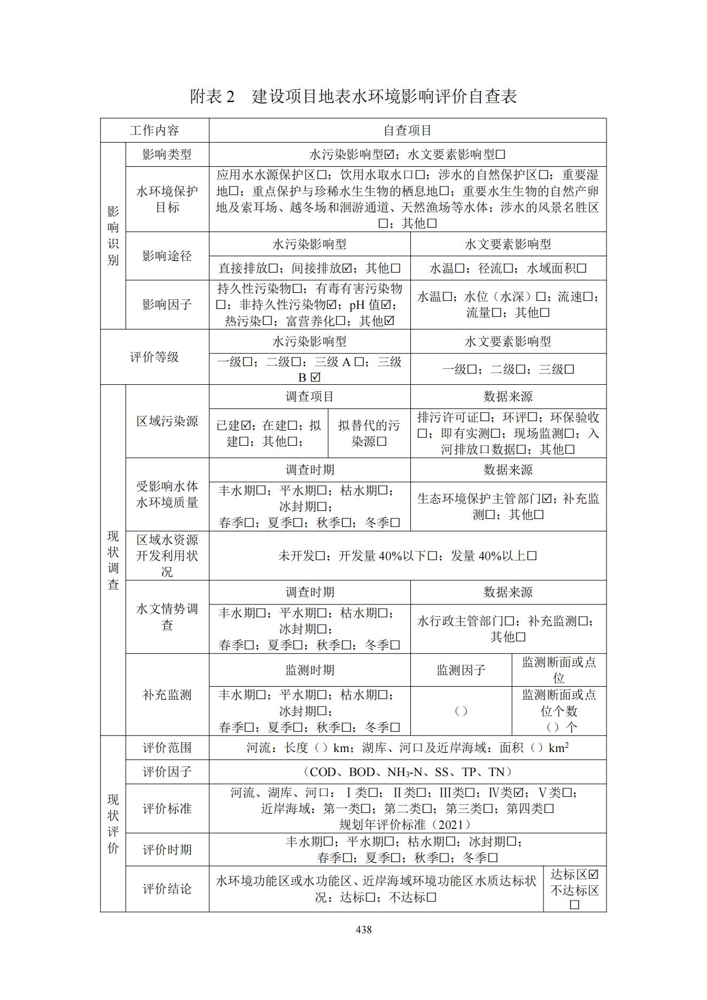 附表 2 建设项目地表水环境影响评价自查表
工作内容
自查项目
影响识别
影响类型
水污染影响型☑；水文要素影响型☐
水环境保护
目标
应用水水源保护区☐；饮用水取水口☐；涉水的自然保护区☐；重要湿
地☐；重点保护与珍稀水生生物的栖息地☐；重要水生生物的自然产卵
地及索耳场、越冬场和洄游通道、天然渔场等水体；涉水的风景名胜区
☐；其他☐
影响途径
水污染影响型
水文要素影响型
直接排放☐；间接排放☑；其他☐
水温☐；径流☐；水域面积☐
影响因子
持久性污染物☐；有毒有害污染物
☐；非持久性污染物☑；pH 值☑；
热污染☐；富营养化☐；其他☑
水温☐；水位（水深）☐；流速☐；
流量☐；其他☐
评价等级
水污染影响型
水文要素影响型
一级☐；二级☐；三级 A ☐；三级
B ☑
一级☐；二级☐；三级☐
现状调查
区域污染源
调查项目
数据来源
已建☑；在建☐；拟
建☐；其他☐；
拟替代的污
染源☐
排污许可证☐；环评☐；环保验收
☐；即有实测☐；现场监测☐；入
河排放口数据☐；其他☐
受影响水体
水环境质量
调查时期
数据来源
丰水期☐；平水期☐；枯水期☐；
冰封期☐；
春季☐；夏季☐；秋季☐；冬季☐
生态环境保护主管部门☑；补充监
测☐；其他☐
区域水资源
开发利用状
况
未开发☐；开发量 40%以下☐；发量 40%以上☐
水文情势调
查
调查时期
数据来源
丰水期☐；平水期☐；枯水期☐；
冰封期☐；
春季☐；夏季☐；秋季☐；冬季☐
水行政主管部门☐；补充监测☐；
其他☐
补充监测
监测时期
监测因子
监测断面或点
位
丰水期☐；平水期☐；枯水期☐；
冰封期☐；
春季☐；夏季☐；秋季☐；冬季☐
（）
监测断面或点
位个数
（）个
现状评价
评价范围
河流：长度（）km；湖库、河口及近岸海域：面积（）km²
评价因子
（COD、BOD、NH₃-N、SS、TP、TN）
评价标准
河流、湖库、河口：Ⅰ类☐；Ⅱ类☐；Ⅲ类☐；Ⅳ类☑；Ⅴ类☐；
近岸海域：第一类☐；第二类☐；第三类☐；第四类☐
规划年评价标准（2021）
评价时期
丰水期☐；平水期☐；枯水期☐；冰封期☐；
春季☐；夏季☐；秋季☐；冬季☐
评价结论
水环境功能区或水功能区、近岸海域环境功能区水质达标状
况：达标☐；不达标☐
达标区☑
不达标区
☐
438